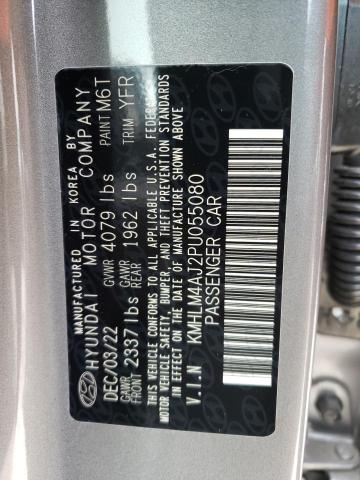 MANUFACTURED IN KOREA BY
HYUNDAI MOTOR COMPANY
DEC/03/22 GVWR 4079 lbs PAINT M6T
GAWR FRONT 2337 lbs GAWR REAR 1962 lbs TRIM YFR
THIS VEHICLE CONFORMS TO ALL APPLICABLE U.S.A. FEDERAL
MOTOR VEHICLE SAFETY, BUMPER, AND THEFT PREVENTION STANDARDS
IN EFFECT ON THE DATE OF MANUFACTURE SHOWN ABOVE
V.I.N KMHLM4AJ2PU055080
PASSENGER CAR